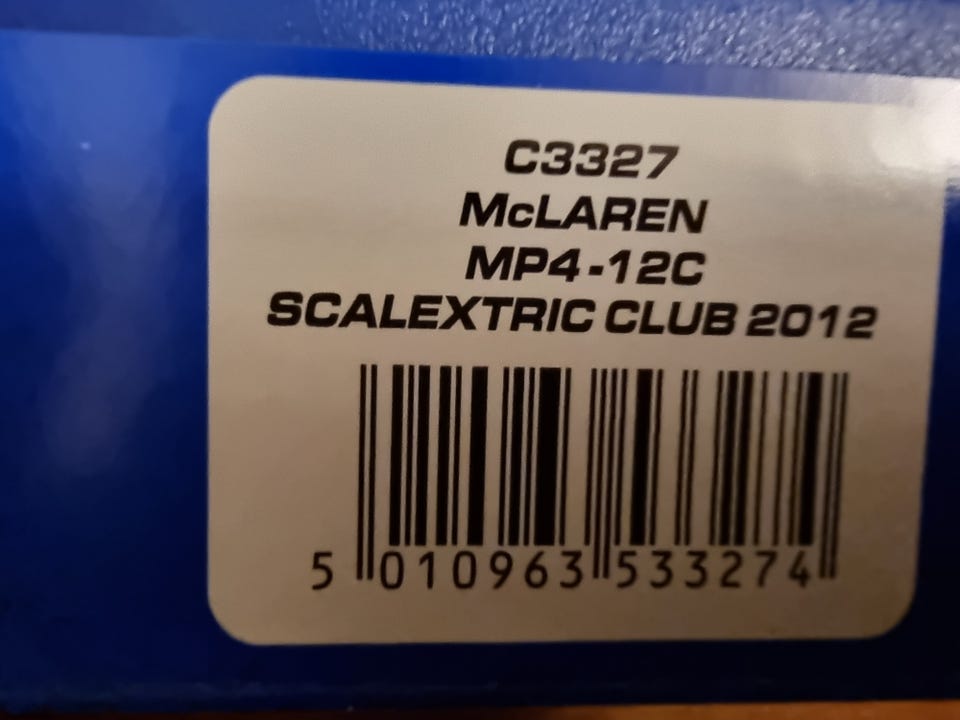 C3327
McLAREN
MP4-12C
SCALEXTRIC CLUB 2012
5 010963 533274